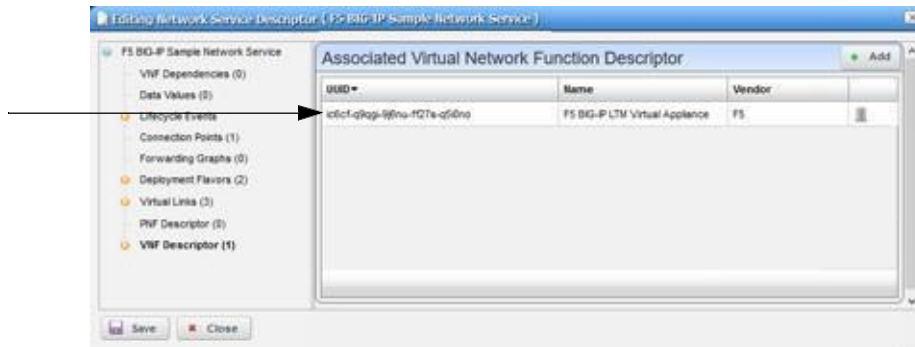 Editing Network Service Descriptor ( F5 BIG-IP Sample Network Service )
F5 BIG-IP Sample Network Service
VNF Dependencies (0)
Data Values (0)
Lifecycle Events
Connection Points (1)
Forwarding Graphs (0)
Deployment Flavors (2)
Virtual Links (3)
PNF Descriptor (0)
VNF Descriptor (1)
Associated Virtual Network Function Descriptor
Add
UUID Name Vendor
F5 BIG-IP LTM Virtual Appliance F5
Save Close